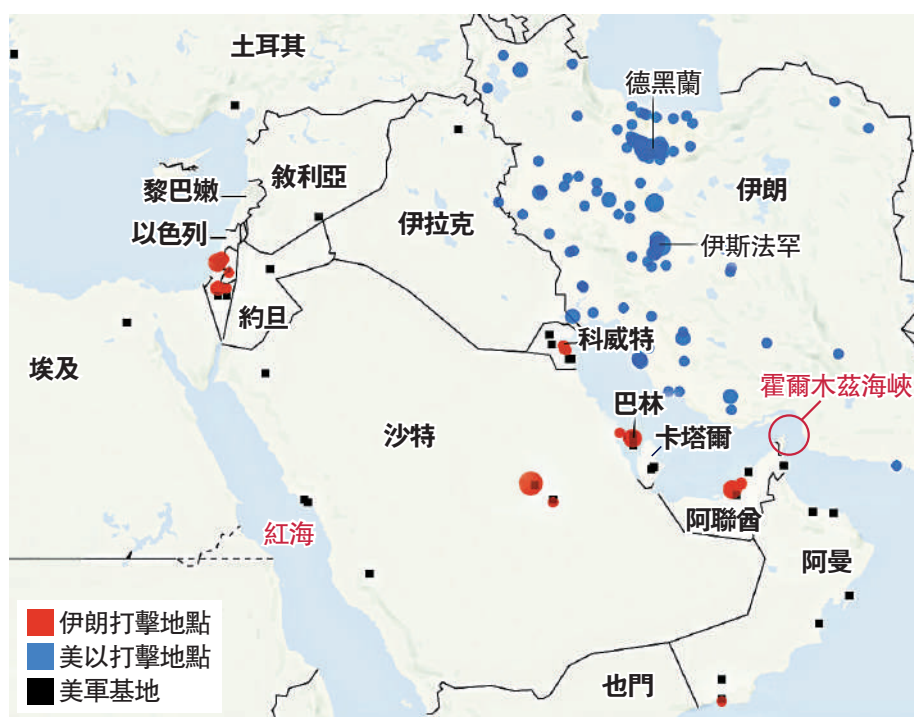 土耳其
德黑蘭
黎巴嫩
敘利亞
伊朗
以色列
伊拉克
伊斯法罕
約旦
科威特
埃及
霍爾木茲海峽
巴林
沙特
卡塔爾
阿聯酋
紅海
阿曼
伊朗打擊地點
美以打擊地點
美軍基地
也門